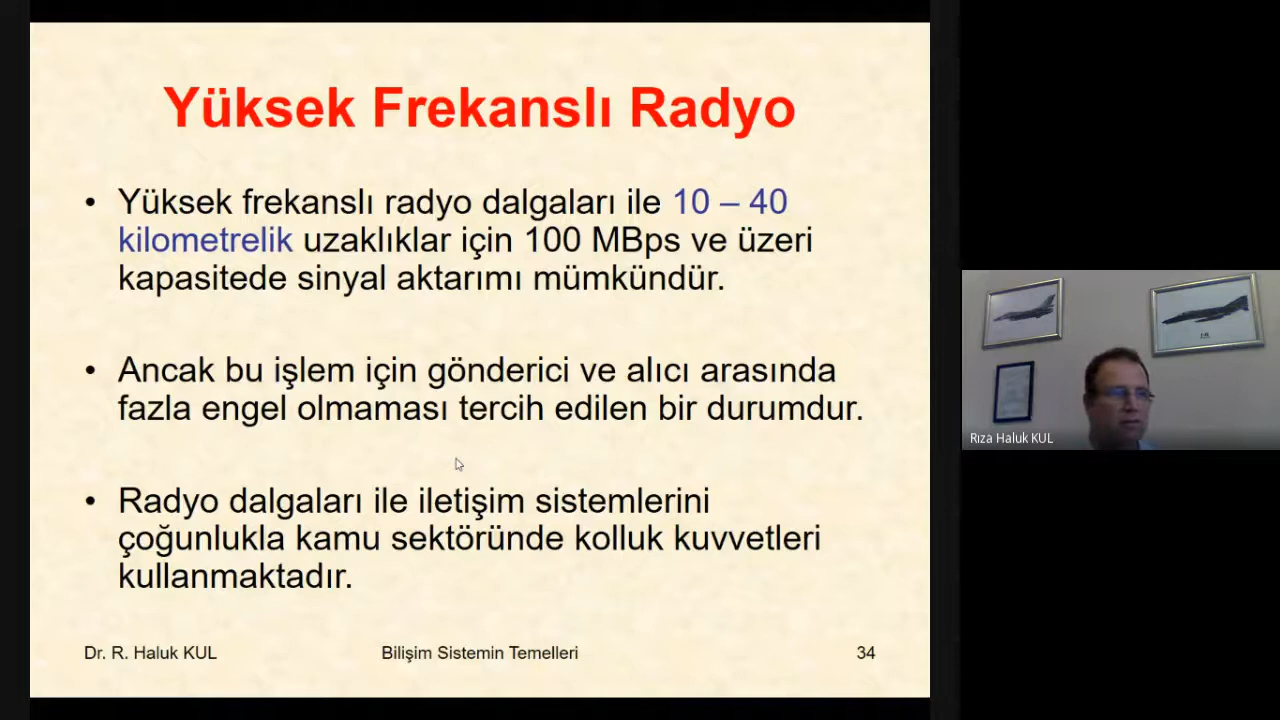 Yüksek Frekanslı Radyo
• Yüksek frekanslı radyo dalgaları ile 10 – 40
kilometrelik uzaklıklar için 100 MBps ve üzeri
kapasitede sinyal aktarımı mümkündür.
• Ancak bu işlem için gönderici ve alıcı arasında
fazla engel olmaması tercih edilen bir durumdur.
• Radyo dalgaları ile iletişim sistemlerini
çoğunlukla kamu sektöründe kolluk kuvvetleri
kullanmaktadır.
Dr. R. Haluk KUL
Bilişim Sistemin Temelleri
34
Rıza Haluk KUL